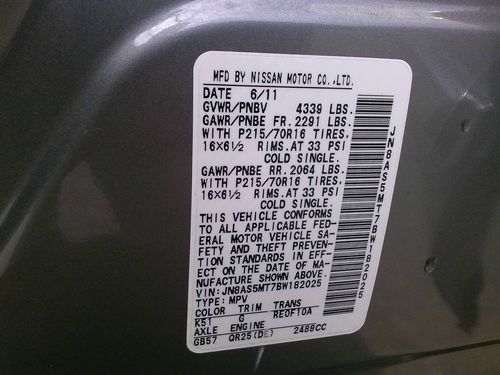 MFD BY NISSAN MOTOR CO.,LTD.
DATE 6/11
GVWR/PNBV 4339 LBS.
GAWR/PNBE FR. 2291 LBS.
WITH P215/70R16 TIRES,
16X6½ RIMS. AT 33 PSI
COLD SINGLE.
GAWR/PNBE RR. 2064 LBS.
WITH P215/70R16 TIRES,
16X6½ RIMS. AT 33 PSI
COLD SINGLE.
THIS VEHICLE CONFORMS
TO ALL APPLICABLE FED-
ERAL MOTOR VEHICLE SA-
FETY AND THEFT PREVEN-
TION STANDARDS IN EFF-
ECT ON THE DATE OF MA-
NUFACTURE SHOWN ABOVE.
VIN: JN8AS5MT7BW182025
TYPE: MPV
COLOR TRIM TRANS
K51 G RE0F10A
AXLE ENGINE 2488CC
GB57 QR25(DE)
JN8AS5MT7BW182025